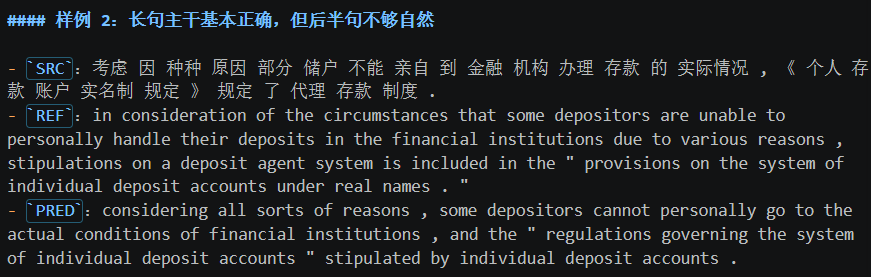 #### 样例 2：长句主干基本正确，但后半句不够自然
- `SRC`：考虑 因 种种 原因 部分 储户 不能 亲自 到 金融 机构 办理 存款 的 实际情况 , 《 个人 存
款 账户 实名制 规定 》 规定 了 代理 存款 制度 .
- `REF`：in consideration of the circumstances that some depositors are unable to
personally handle their deposits in the financial institutions due to various reasons ,
stipulations on a deposit agent system is included in the " provisions on the system of
individual deposit accounts under real names . "
- `PRED`：considering all sorts of reasons , some depositors cannot personally go to the
actual conditions of financial institutions , and the " regulations governing the system
of individual deposit accounts " stipulated by individual deposit accounts .